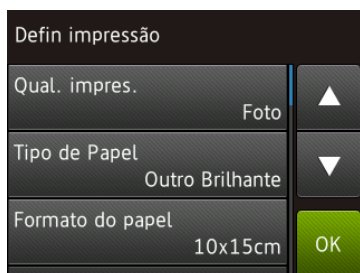 Defin impressão
Qual. impres.
Foto
Tipo de Papel
Outro Brilhante
Formato do papel
10x15cm
OK